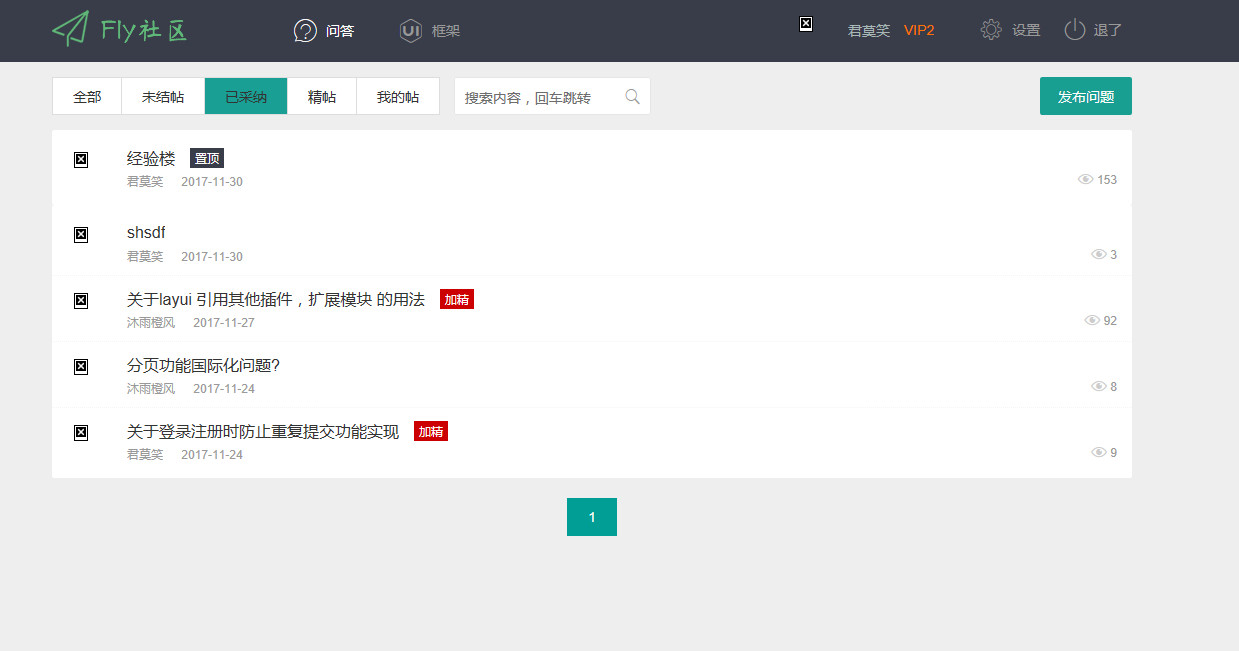 Fly社区 问答 UI 框架 君莫笑 VIP2 设置 退了
全部 未结帖 已采纳 精帖 我的帖 搜索内容，回车跳转 发布问题
经验楼 置顶
君莫笑 2017-11-30 153
shsdf
君莫笑 2017-11-30 3
关于layui 引用其他插件，扩展模块 的用法 加精
沐雨橙风 2017-11-27 92
分页功能国际化问题?
沐雨橙风 2017-11-24 8
关于登录注册时防止重复提交功能实现 加精
君莫笑 2017-11-24 9
1